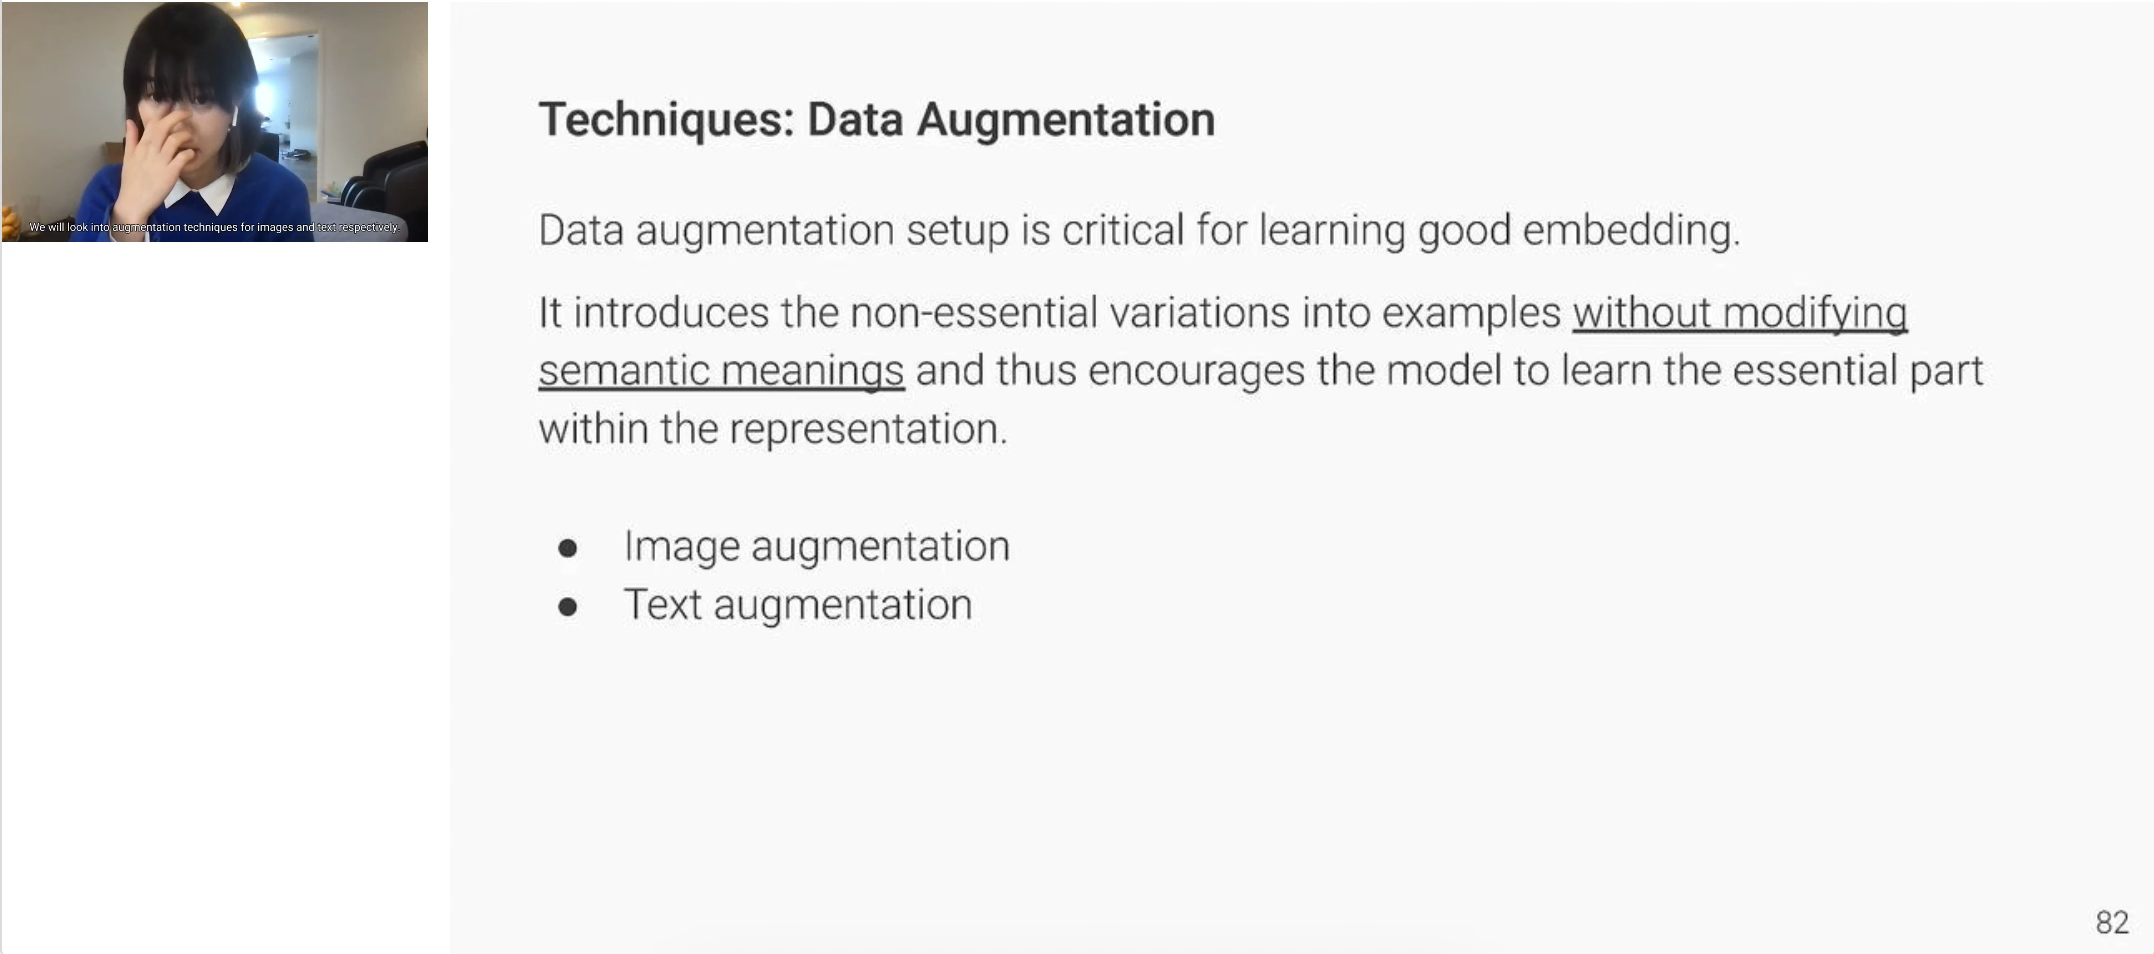 We will look into augmentation techniques for images and text respectively.
Techniques: Data Augmentation
Data augmentation setup is critical for learning good embedding.
It introduces the non-essential variations into examples without modifying
semantic meanings and thus encourages the model to learn the essential part
within the representation.
● Image augmentation
● Text augmentation
82